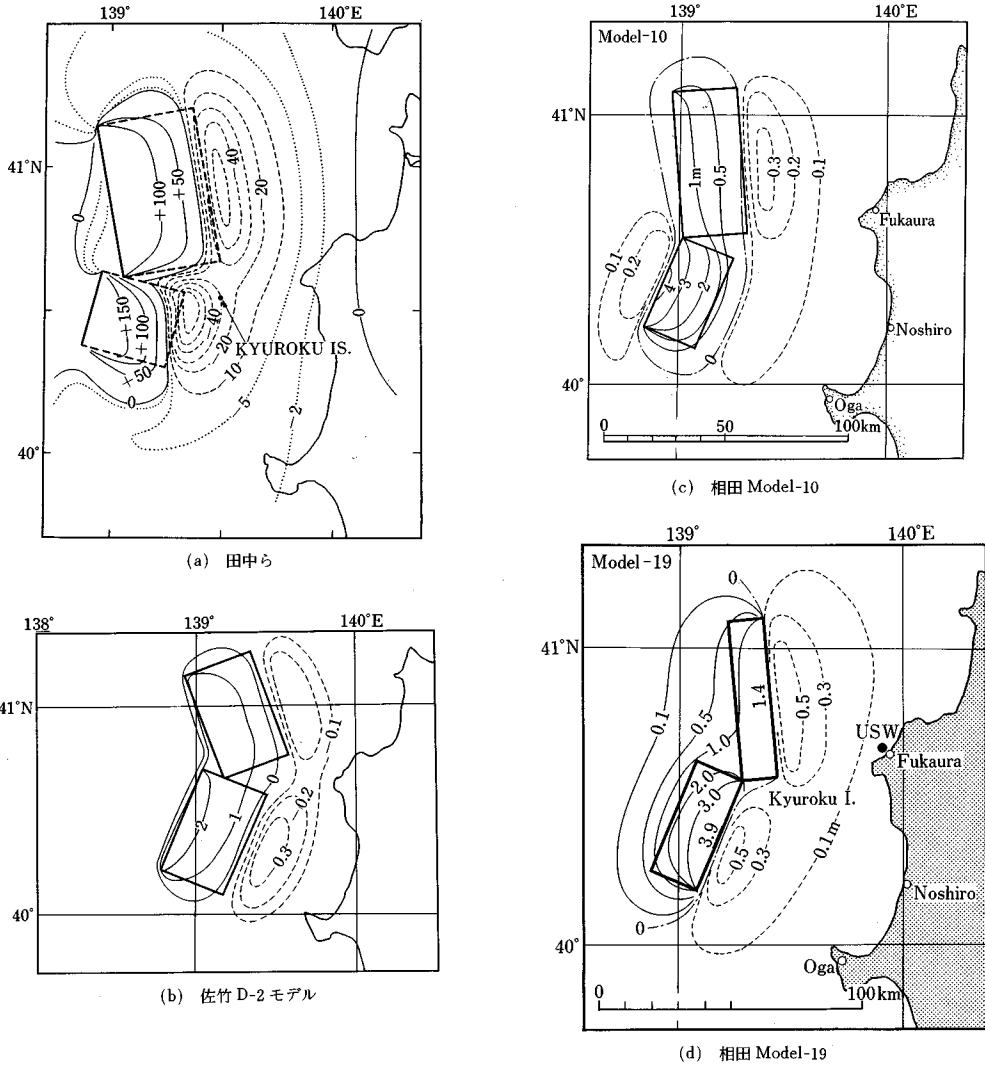 139°
140°E
41°N
40°N
0
+100
+50
40
-20
0
+150
+100
+50
0
40
20
10
5
-2
0
KYUROKU IS.
(a) 田中ら
138°
139°
140°E
41°N
40°
2
1
0
0.1
0.2
0.3
(b) 佐竹 D-2 モデル
Model-10
139°
140°E
41°N
40°
1m
0.5
0.3
0.2
0.1
0.1
0.2
4
3
2
0
Fukaura
Noshiro
Oga
0
50
100km
(c) 相田 Model-10
Model-19
139°
140°E
41°N
40°
0
0.1
0.5
1.0
1.4
0.5
0.3
2.0
3.0
3.9
0.5
0.3
0.1m
0
USW
Fukaura
Kyuroku I.
Noshiro
Oga
0
100km
(d) 相田 Model-19